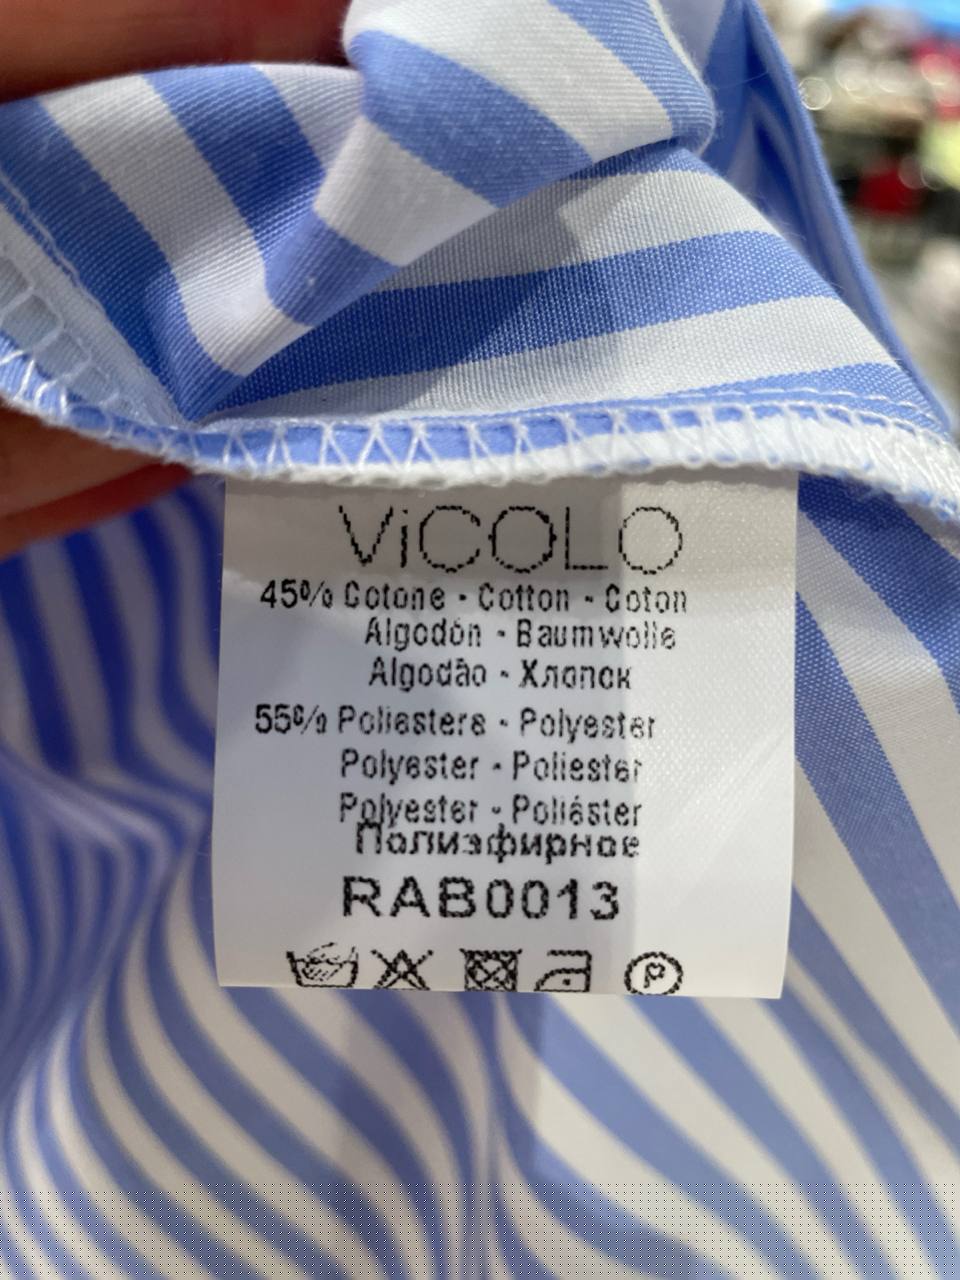 ViCOLO
45% Cotone - Cotton - Coton
Algodón - Baumwolle
Algodão - Хлопок
55% Poliestere - Polyester
Polyester - Poliester
Polyester - Poliéster
Полиэфирное
RAB0013
P